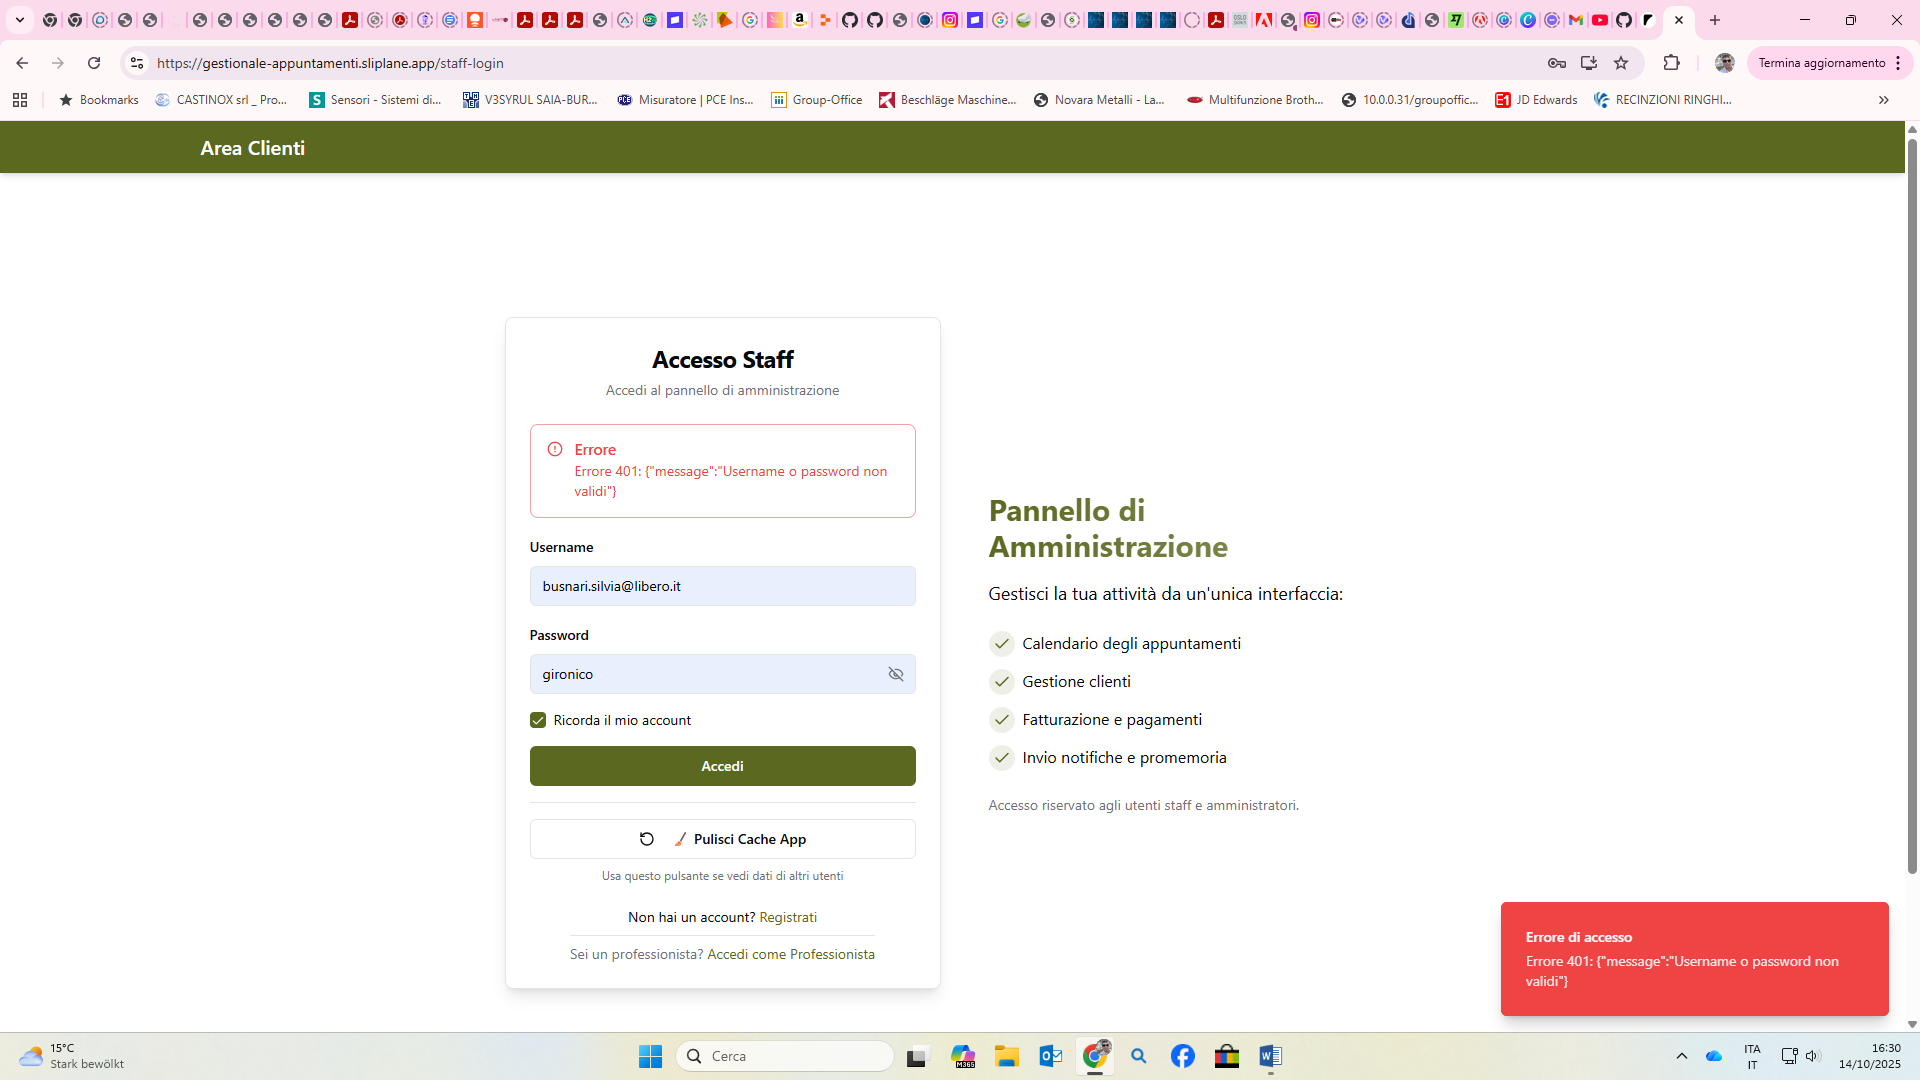 https://gestionale-appuntamenti.sliplane.app/staff-login
Termina aggiornamento
Bookmarks
CASTINOX srl _ Pro...
Sensori - Sistemi di...
V3SYRUL SAIA-BUR...
Misuratore | PCE Ins...
Group-Office
Beschläge Maschine...
Novara Metalli - La...
Multifunzione Broth...
10.0.0.31/groupoffic...
JD Edwards
RECINZIONI RINGHI...
Area Clienti
Accesso Staff
Accedi al pannello di amministrazione
Errore
Errore 401: {"message":"Username o password non
validi"}
Username
busnari.silvia@libero.it
Password
gironico
Ricorda il mio account
Accedi
Pulisci Cache App
Usa questo pulsante se vedi dati di altri utenti
Non hai un account? Registrati
Sei un professionista? Accedi come Professionista
Pannello di
Amministrazione
Gestisci la tua attività da un'unica interfaccia:
Calendario degli appuntamenti
Gestione clienti
Fatturazione e pagamenti
Invio notifiche e promemoria
Accesso riservato agli utenti staff e amministratori.
Errore di accesso
Errore 401: {"message":"Username o password non
validi"}
15°C
Stark bewölkt
Cerca
ITA
IT
16:30
14/10/2025